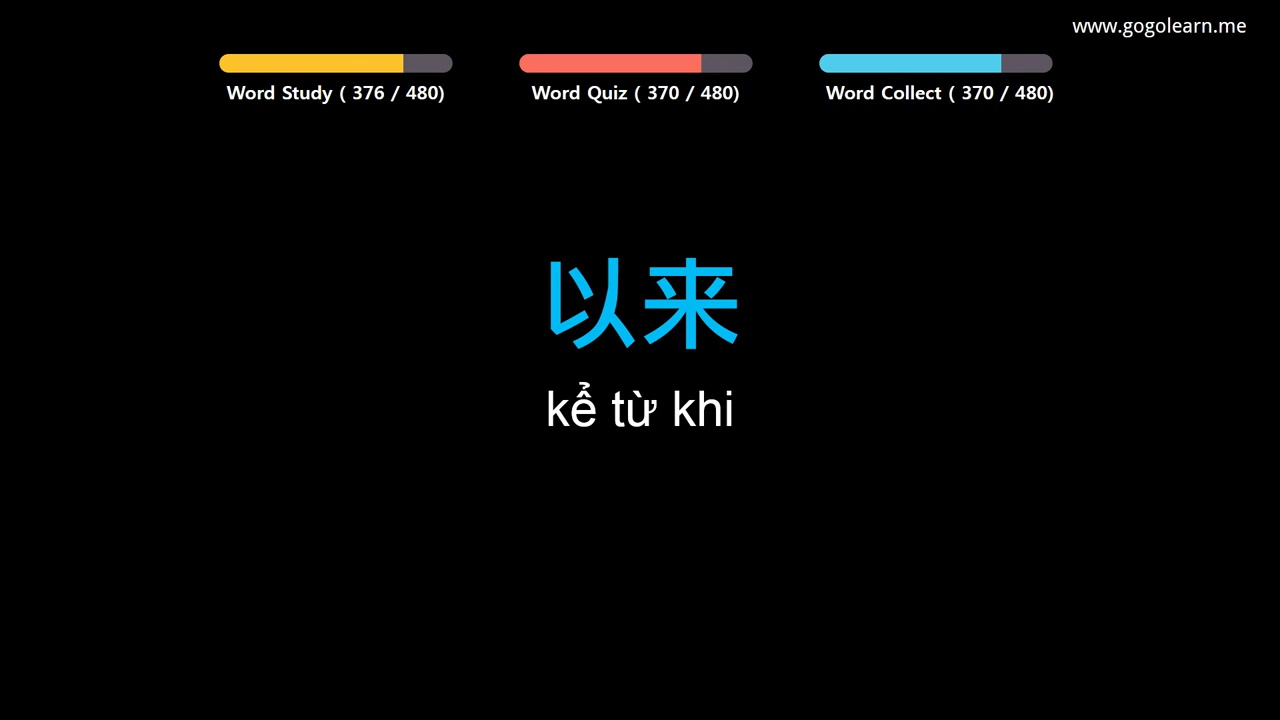 www.gogolearn.me
Word Study ( 376 / 480)
Word Quiz ( 370 / 480)
Word Collect ( 370 / 480)
以来
kể từ khi